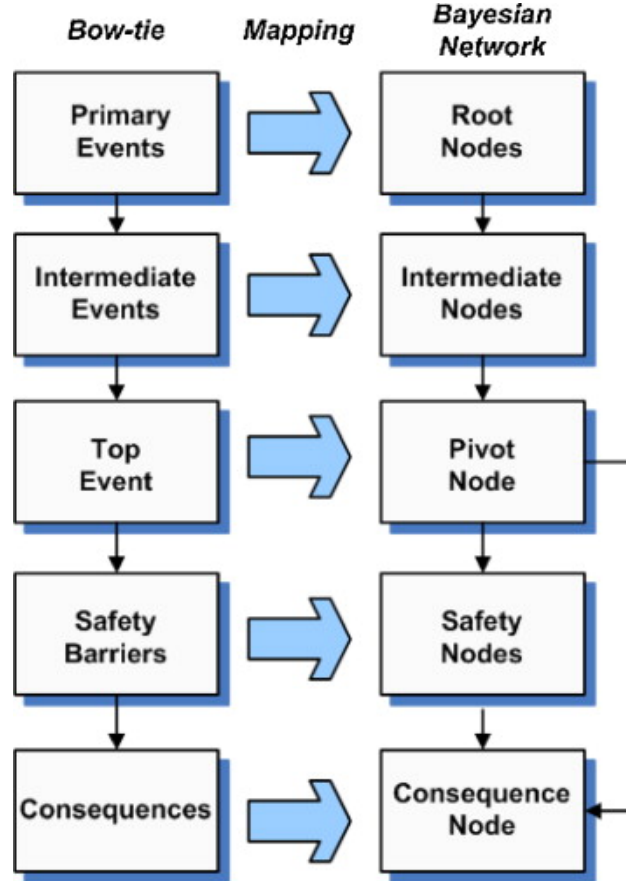 Bow-tie
Mapping
Bayesian
Network
Primary
Events
Root
Nodes
Intermediate
Events
Intermediate
Nodes
Top
Event
Pivot
Node
Safety
Barriers
Safety
Nodes
Consequences
Consequence
Node